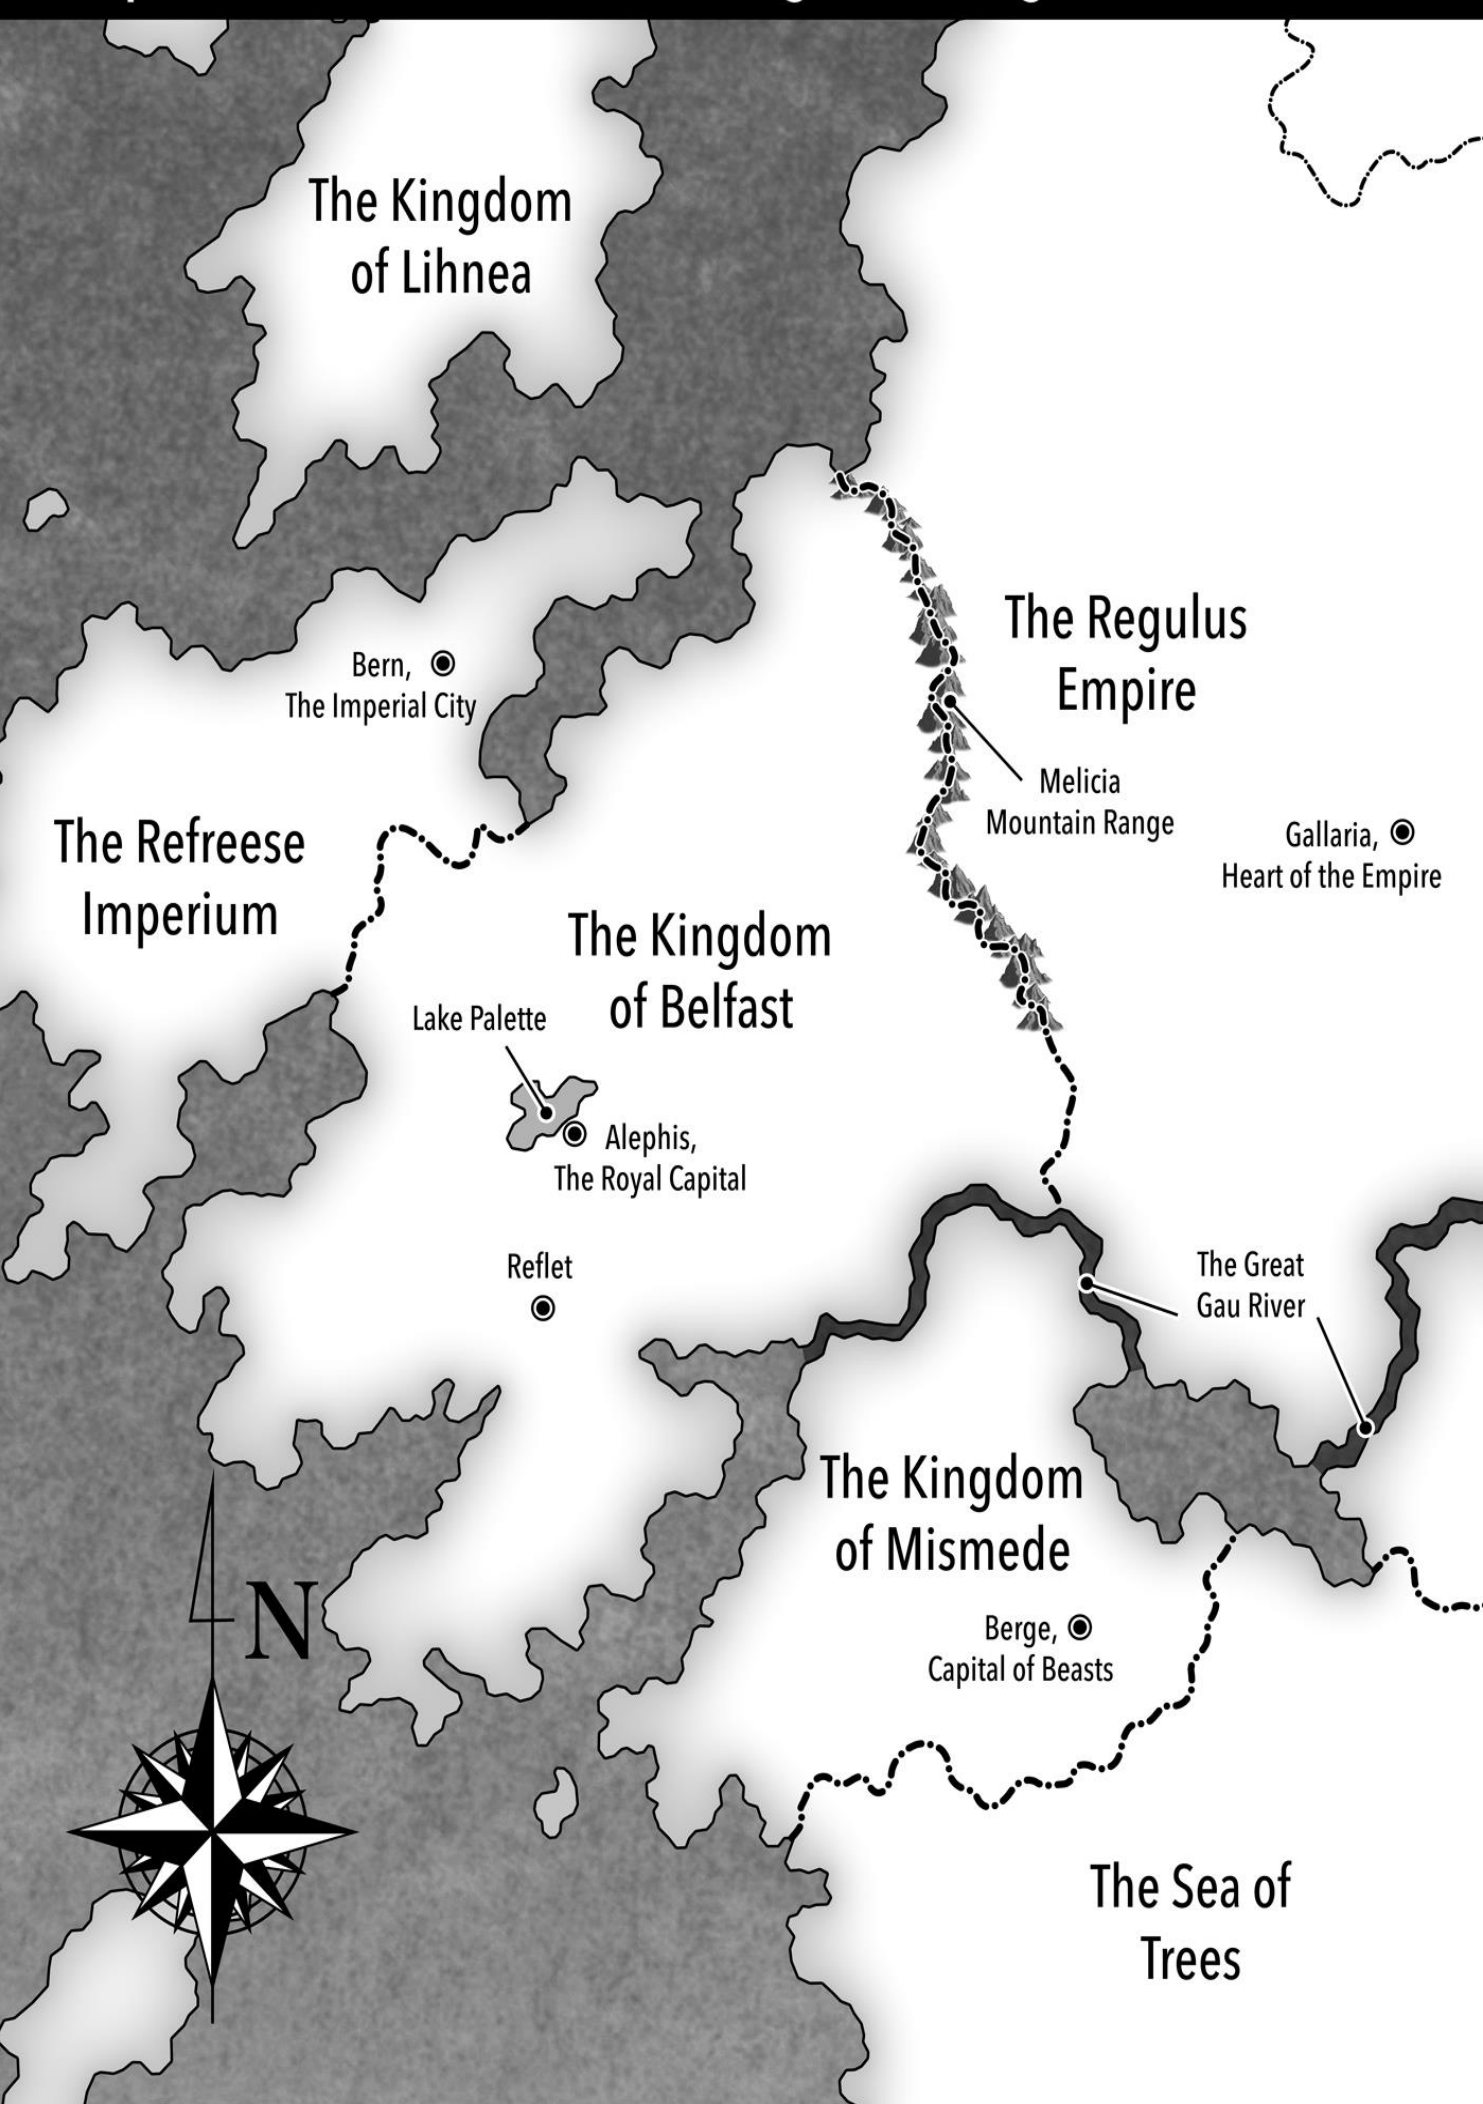 The Kingdom
of Lihnea
The Regulus
Empire
Bern,
The Imperial City
Melicia
Mountain Range
The Refreese
Imperium
Gallaria,
Heart of the Empire
The Kingdom
of Belfast
Lake Palette
Alephis,
The Royal Capital
Reflet
The Great
Gau River
The Kingdom
of Mismede
N
Berge,
Capital of Beasts
The Sea of
Trees